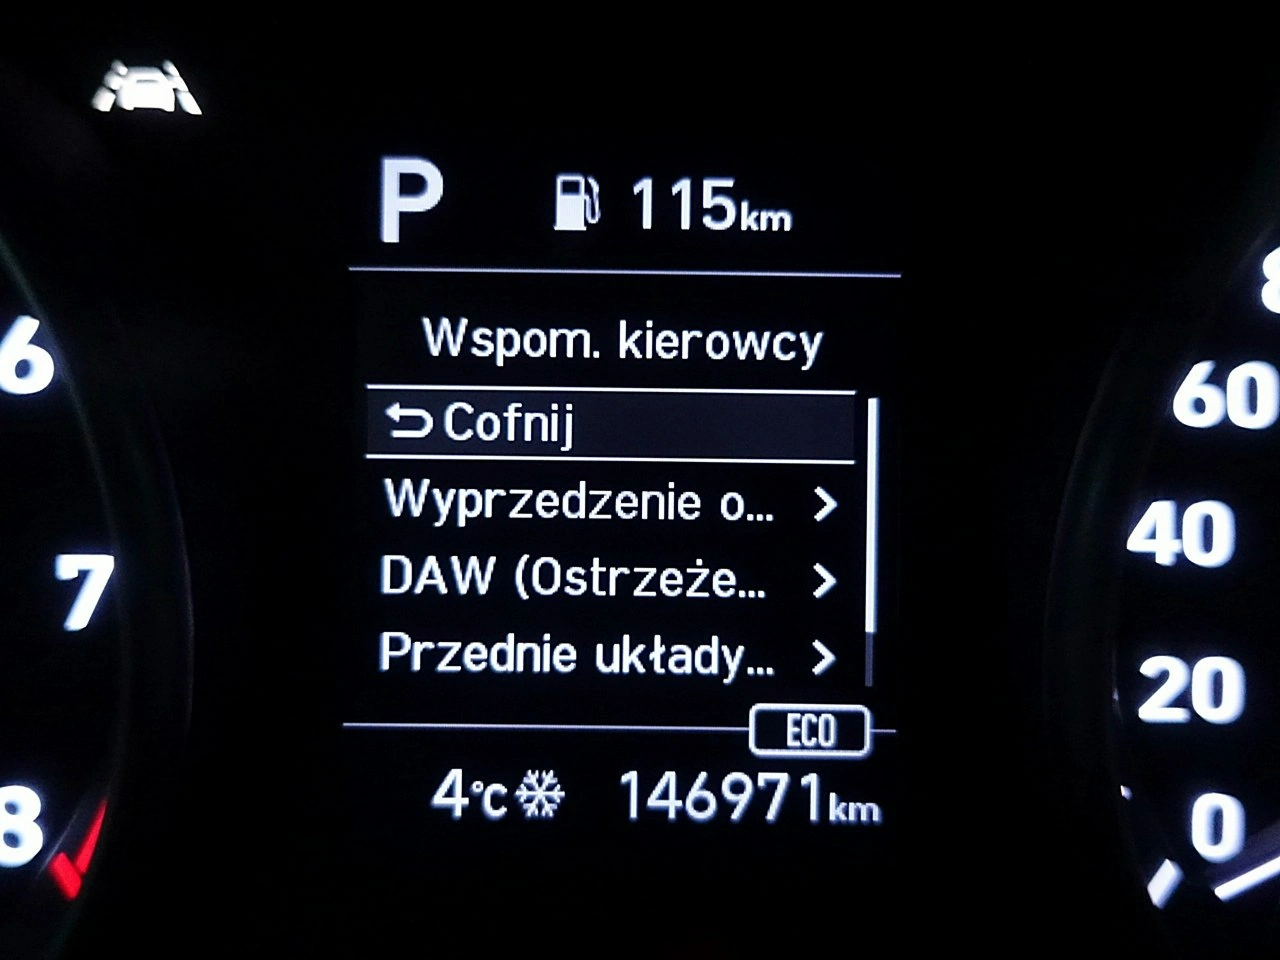 P 115km
Wspom. kierowcy
Cofnij
Wyprzedzenie o...
DAW (Ostrzeże...
Przednie układy...
ECO
4°C 146971km
6
7
8
8
60
40
20
0